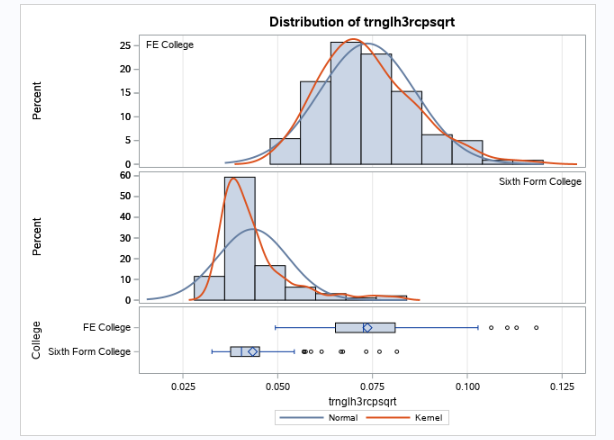 Distribution of trnglh3rcpsqrt
FE College
Percent
25
20
15
10
5
0
Sixth Form College
Percent
60
50
40
30
20
10
0
College
FE College
Sixth Form College
0.025 0.050 0.075 0.100 0.125
trnglh3rcpsqrt
Normal Kernel